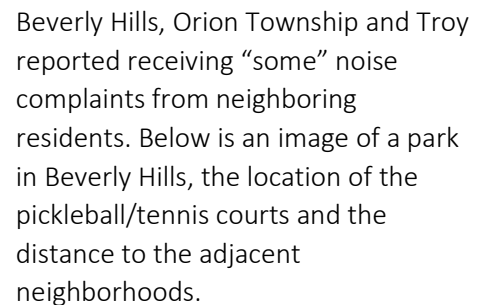 Beverly Hills, Orion Township and Troy
reported receiving “some” noise
complaints from neighboring
residents. Below is an image of a park
in Beverly Hills, the location of the
pickleball/tennis courts and the
distance to the adjacent
neighborhoods.